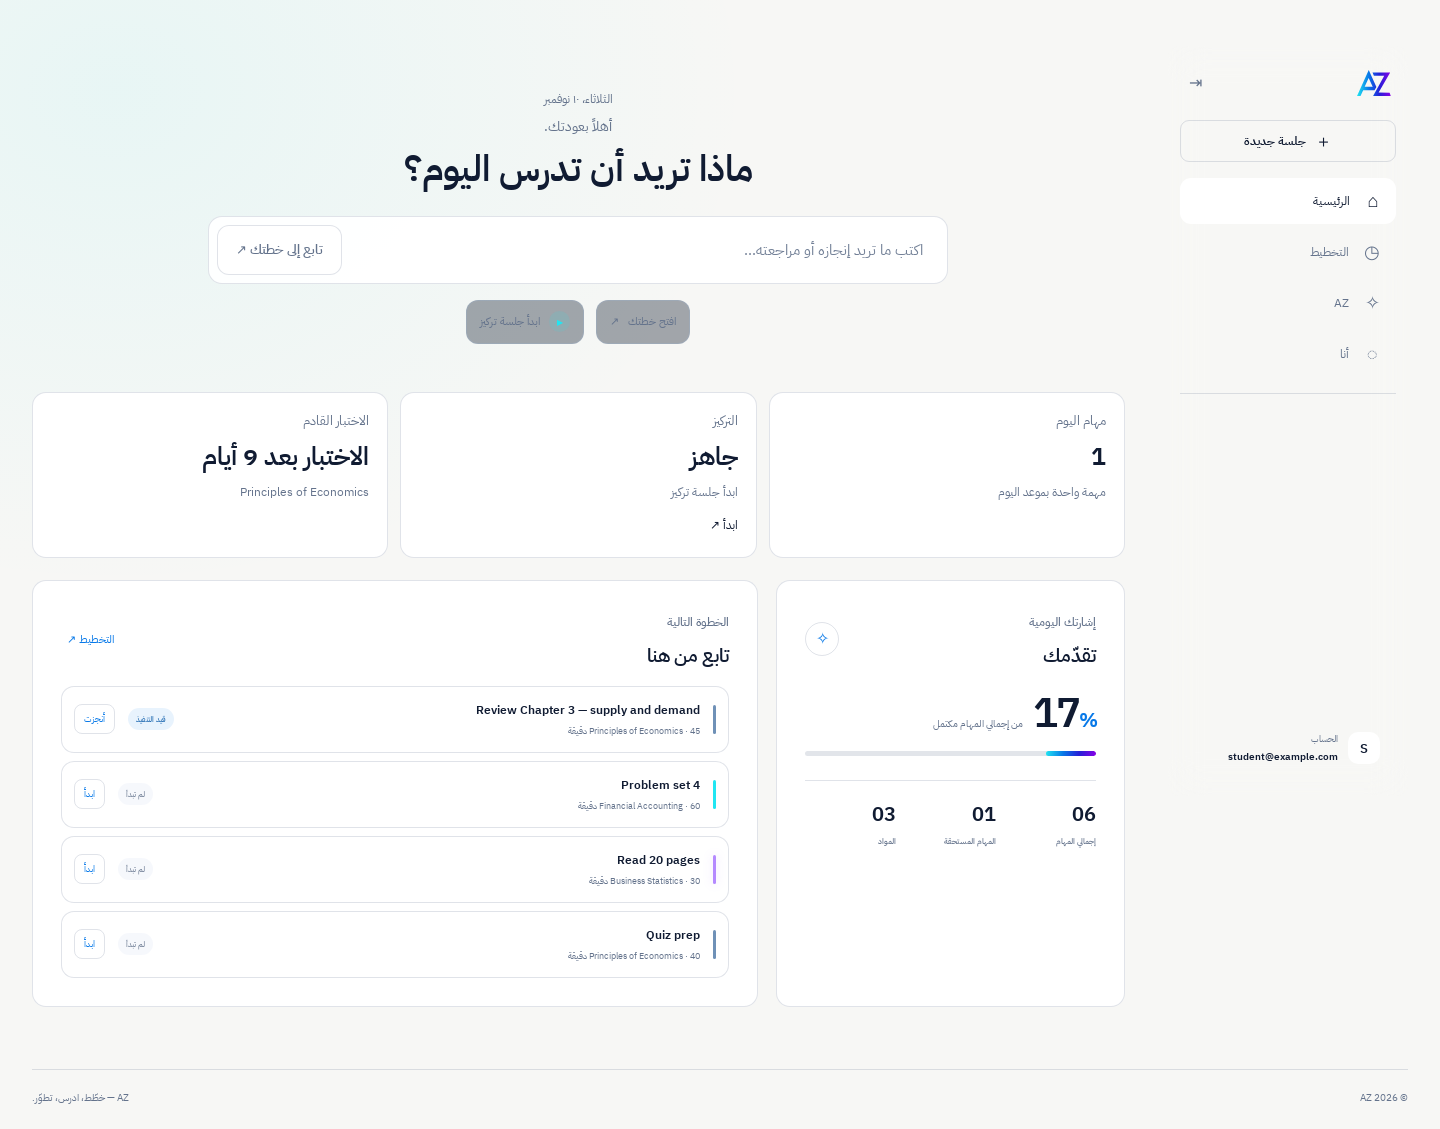 AZ
+ جلسة جديدة
الرئيسية
التخطيط
AZ
أنا
الحساب
student@example.com
S
الثلاثاء، ١٠ نوفمبر
أهلاً بعودتك.
ماذا تريد أن تدرس اليوم؟
اكتب ما تريد إنجازه أو مراجعته...
تابع إلى خطتك ↗
افتح خطتك ↗
ابدأ جلسة تركيز
مهام اليوم
1
مهمة واحدة بموعد اليوم
التركيز
جاهز
ابدأ جلسة تركيز
ابدأ ↗
الاختبار القادم
الاختبار بعد 9 أيام
Principles of Economics
إشارتك اليومية
تقدّمك
17%
من إجمالي المهام مكتمل
06
إجمالي المهام
01
المهام المستحقة
03
المواد
الخطوة التالية
تابع من هنا
التخطيط ↗
Review Chapter 3 — supply and demand
Principles of Economics · 45 دقيقة
قيد التنفيذ
أنجزت
Problem set 4
Financial Accounting · 60 دقيقة
لم تبدأ
ابدأ
Read 20 pages
Business Statistics · 30 دقيقة
لم تبدأ
ابدأ
Quiz prep
Principles of Economics · 40 دقيقة
لم تبدأ
ابدأ
© 2026 AZ
AZ — خطّط، ادرس، تطوّر.